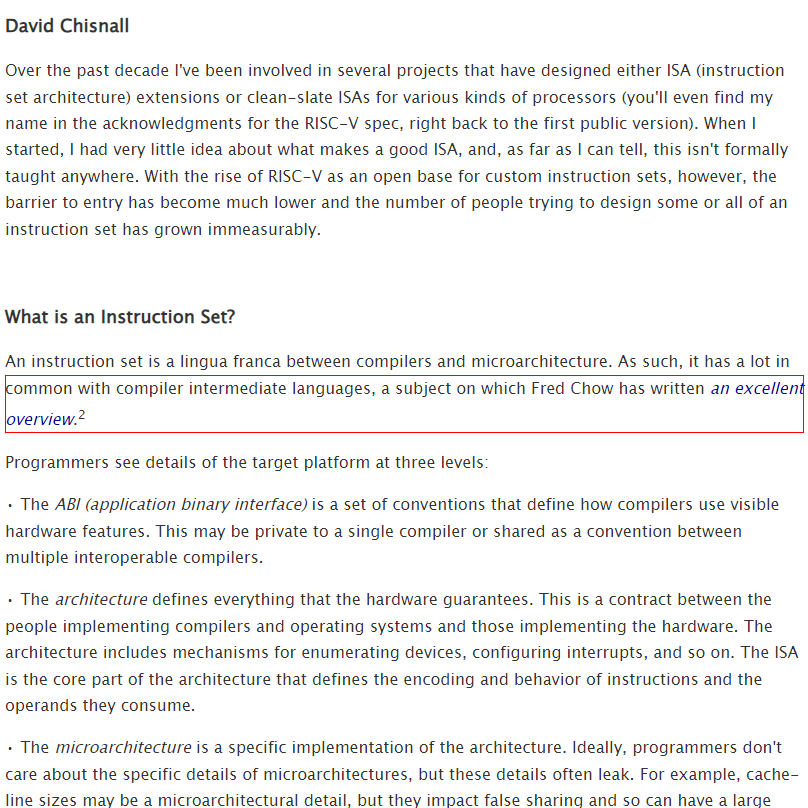 David Chisnall
Over the past decade I've been involved in several projects that have designed either ISA (instruction
set architecture) extensions or clean-slate ISAs for various kinds of processors (you'll even find my
name in the acknowledgments for the RISC-V spec, right back to the first public version). When I
started, I had very little idea about what makes a good ISA, and, as far as I can tell, this isn't formally
taught anywhere. With the rise of RISC-V as an open base for custom instruction sets, however, the
barrier to entry has become much lower and the number of people trying to design some or all of an
instruction set has grown immeasurably.
What is an Instruction Set?
An instruction set is a lingua franca between compilers and microarchitecture. As such, it has a lot in
common with compiler intermediate languages, a subject on which Fred Chow has written an excellent
overview.2
Programmers see details of the target platform at three levels:
• The ABI (application binary interface) is a set of conventions that define how compilers use visible
hardware features. This may be private to a single compiler or shared as a convention between
multiple interoperable compilers.
• The architecture defines everything that the hardware guarantees. This is a contract between the
people implementing compilers and operating systems and those implementing the hardware. The
architecture includes mechanisms for enumerating devices, configuring interrupts, and so on. The ISA
is the core part of the architecture that defines the encoding and behavior of instructions and the
operands they consume.
• The microarchitecture is a specific implementation of the architecture. Ideally, programmers don't
care about the specific details of microarchitectures, but these details often leak. For example, cache-
line sizes may be a microarchitectural detail, but they impact false sharing and so can have a large